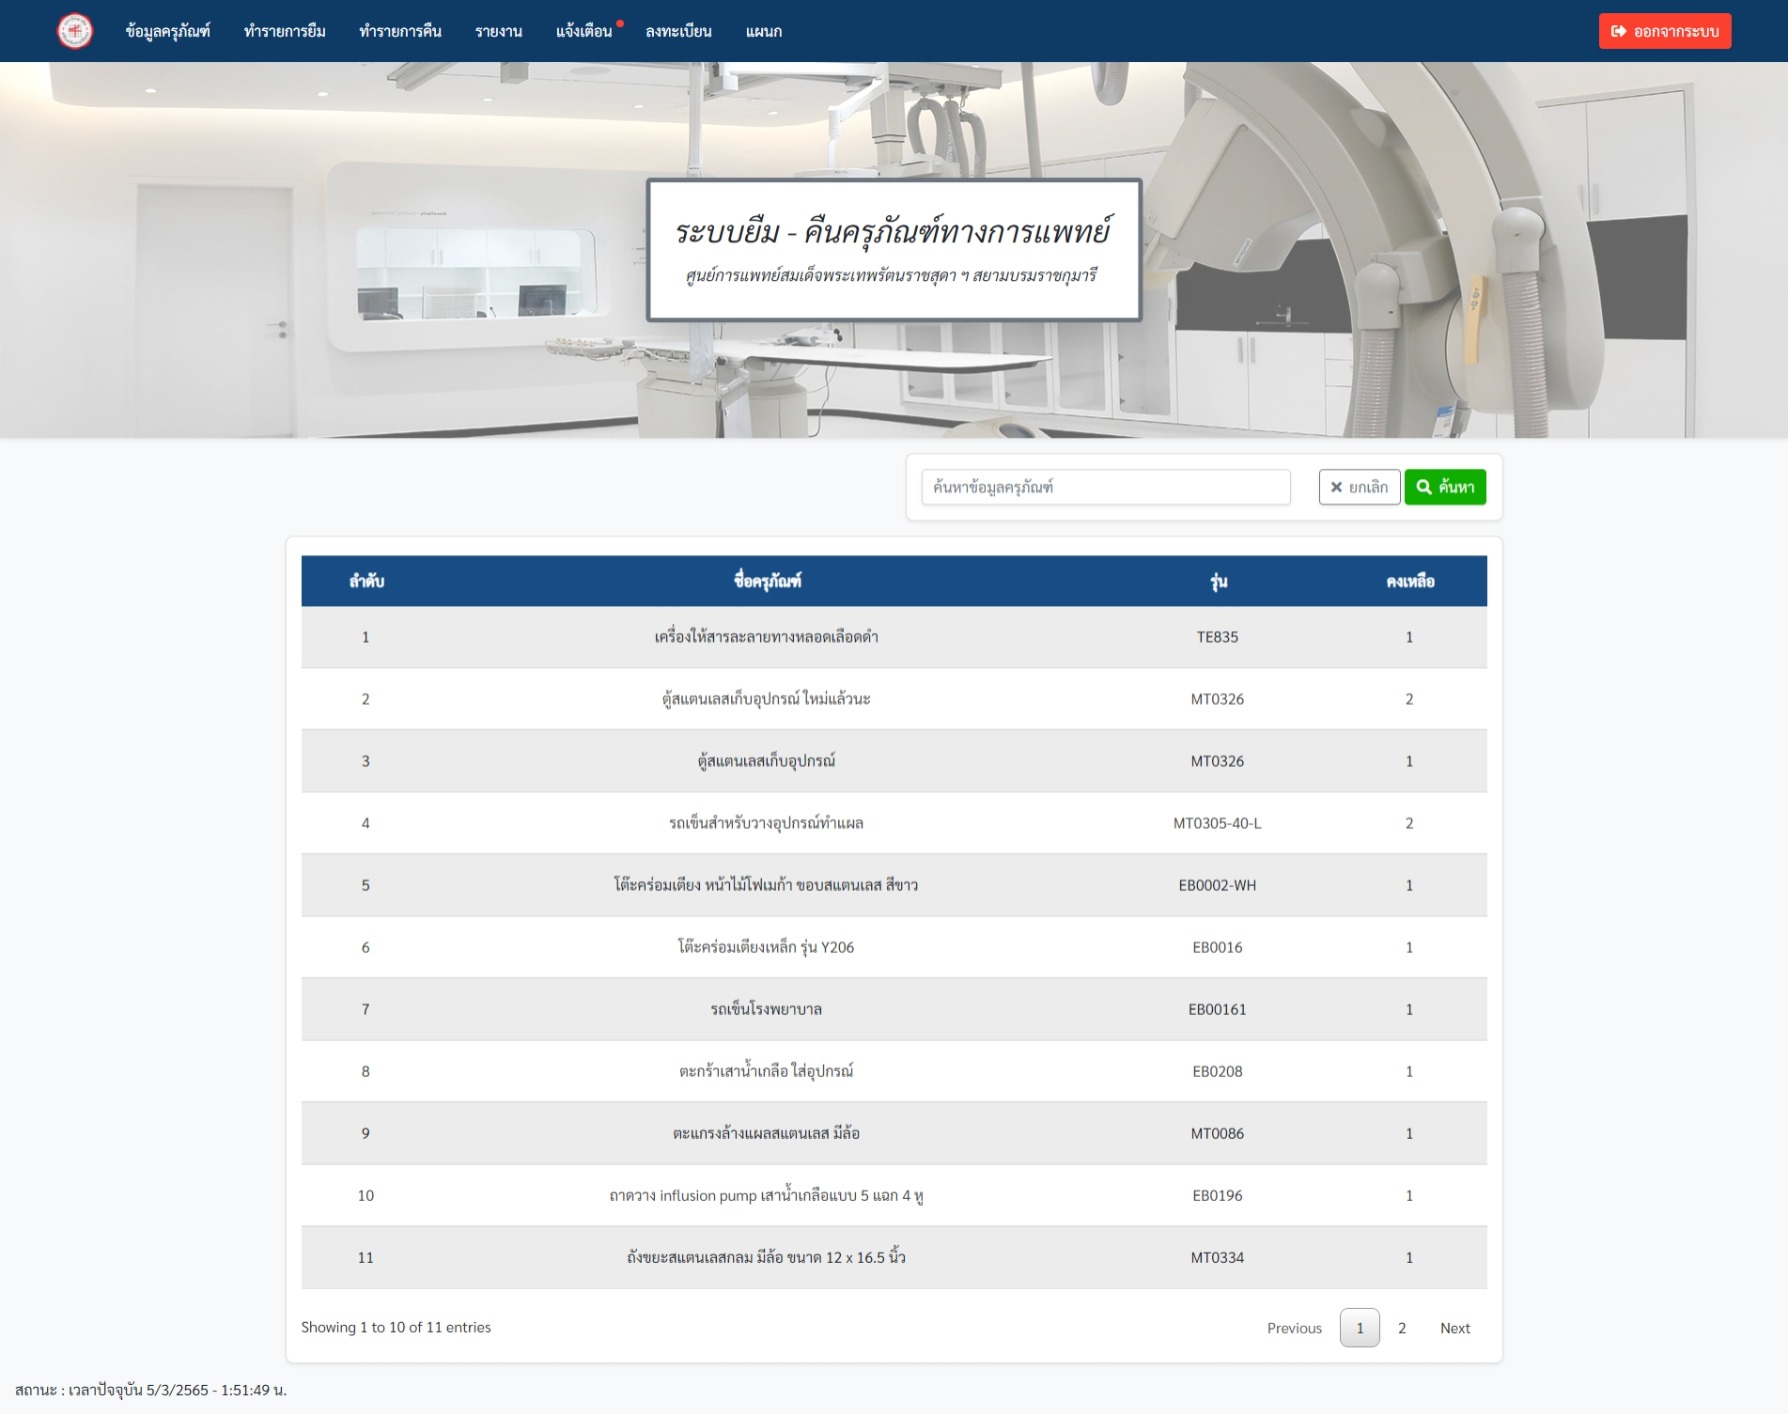 ข้อมูลครุภัณฑ์ ทำรายการยืม ทำรายการคืน รายงาน แจ้งเตือน ลงทะเบียน แผนก ออกจากระบบ
ระบบยืม - คืนครุภัณฑ์ทางการแพทย์
ศูนย์การแพทย์สมเด็จพระเทพรัตนราชสุดา ฯ สยามบรมราชกุมารี
ค้นหาข้อมูลครุภัณฑ์ ยกเลิก ค้นหา
ลำดับ ชื่อครุภัณฑ์ รุ่น คงเหลือ
1 เครื่องให้สารละลายทางหลอดเลือดดำ TE835 1
2 ตู้สแตนเลสเก็บอุปกรณ์ ใหม่แล้วนะ MT0326 2
3 ตู้สแตนเลสเก็บอุปกรณ์ MT0326 1
4 รถเข็นสำหรับวางอุปกรณ์ทำแผล MT0305-40-L 2
5 โต๊ะคร่อมเตียง หน้าไม้โฟเมก้า ขอบสแตนเลส สีขาว EB0002-WH 1
6 โต๊ะคร่อมเตียงเหล็ก รุ่น Y206 EB0016 1
7 รถเข็นโรงพยาบาล EB00161 1
8 ตะกร้าเสาน้ำเกลือ ใส่อุปกรณ์ EB0208 1
9 ตะแกรงล้างแผลสแตนเลส มีล้อ MT0086 1
10 ถาดวาง influsion pump เสาน้ำเกลือแบบ 5 แฉก 4 หู EB0196 1
11 ถังขยะสแตนเลสกลม มีล้อ ขนาด 12 x 16.5 นิ้ว MT0334 1
Showing 1 to 10 of 11 entries Previous 1 2 Next
สถานะ : เวลาปัจจุบัน 5/3/2565 - 1:51:49 น.